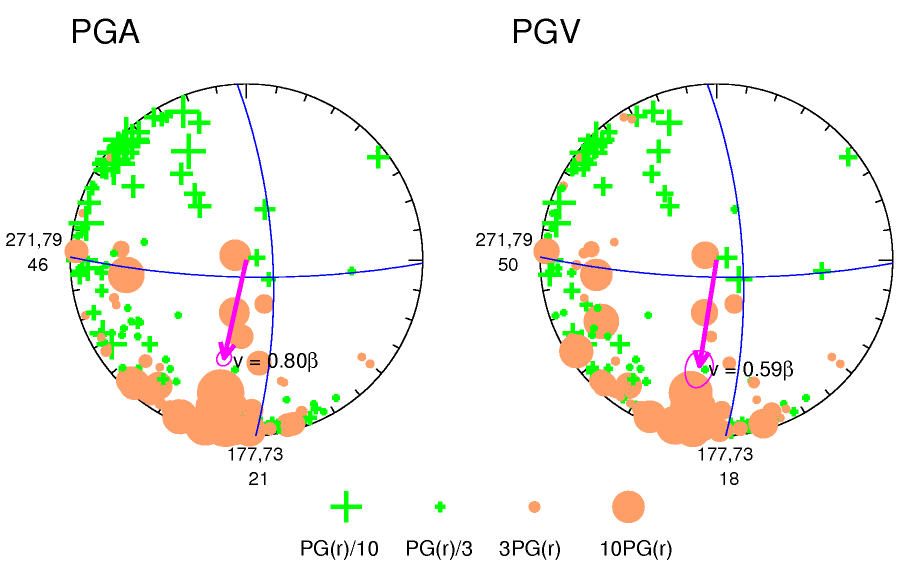 PGA PGV
271,79 271,79
46 50
v = 0.80β v = 0.59β
177,73 177,73
21 18
PG(r)/10 PG(r)/3 3PG(r) 10PG(r)